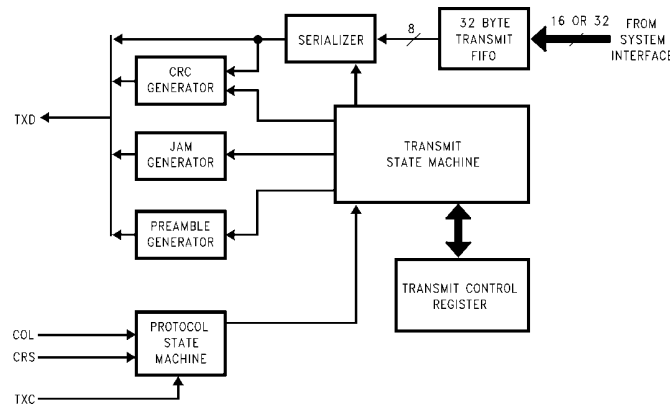 SERIALIZER
8
32 BYTE
TRANSMIT
FIFO
16 OR 32
FROM
SYSTEM
INTERFACE
CRC
GENERATOR
TXD
JAM
GENERATOR
TRANSMIT
STATE MACHINE
PREAMBLE
GENERATOR
TRANSMIT CONTROL
REGISTER
COL
CRS
TXC
PROTOCOL
STATE
MACHINE